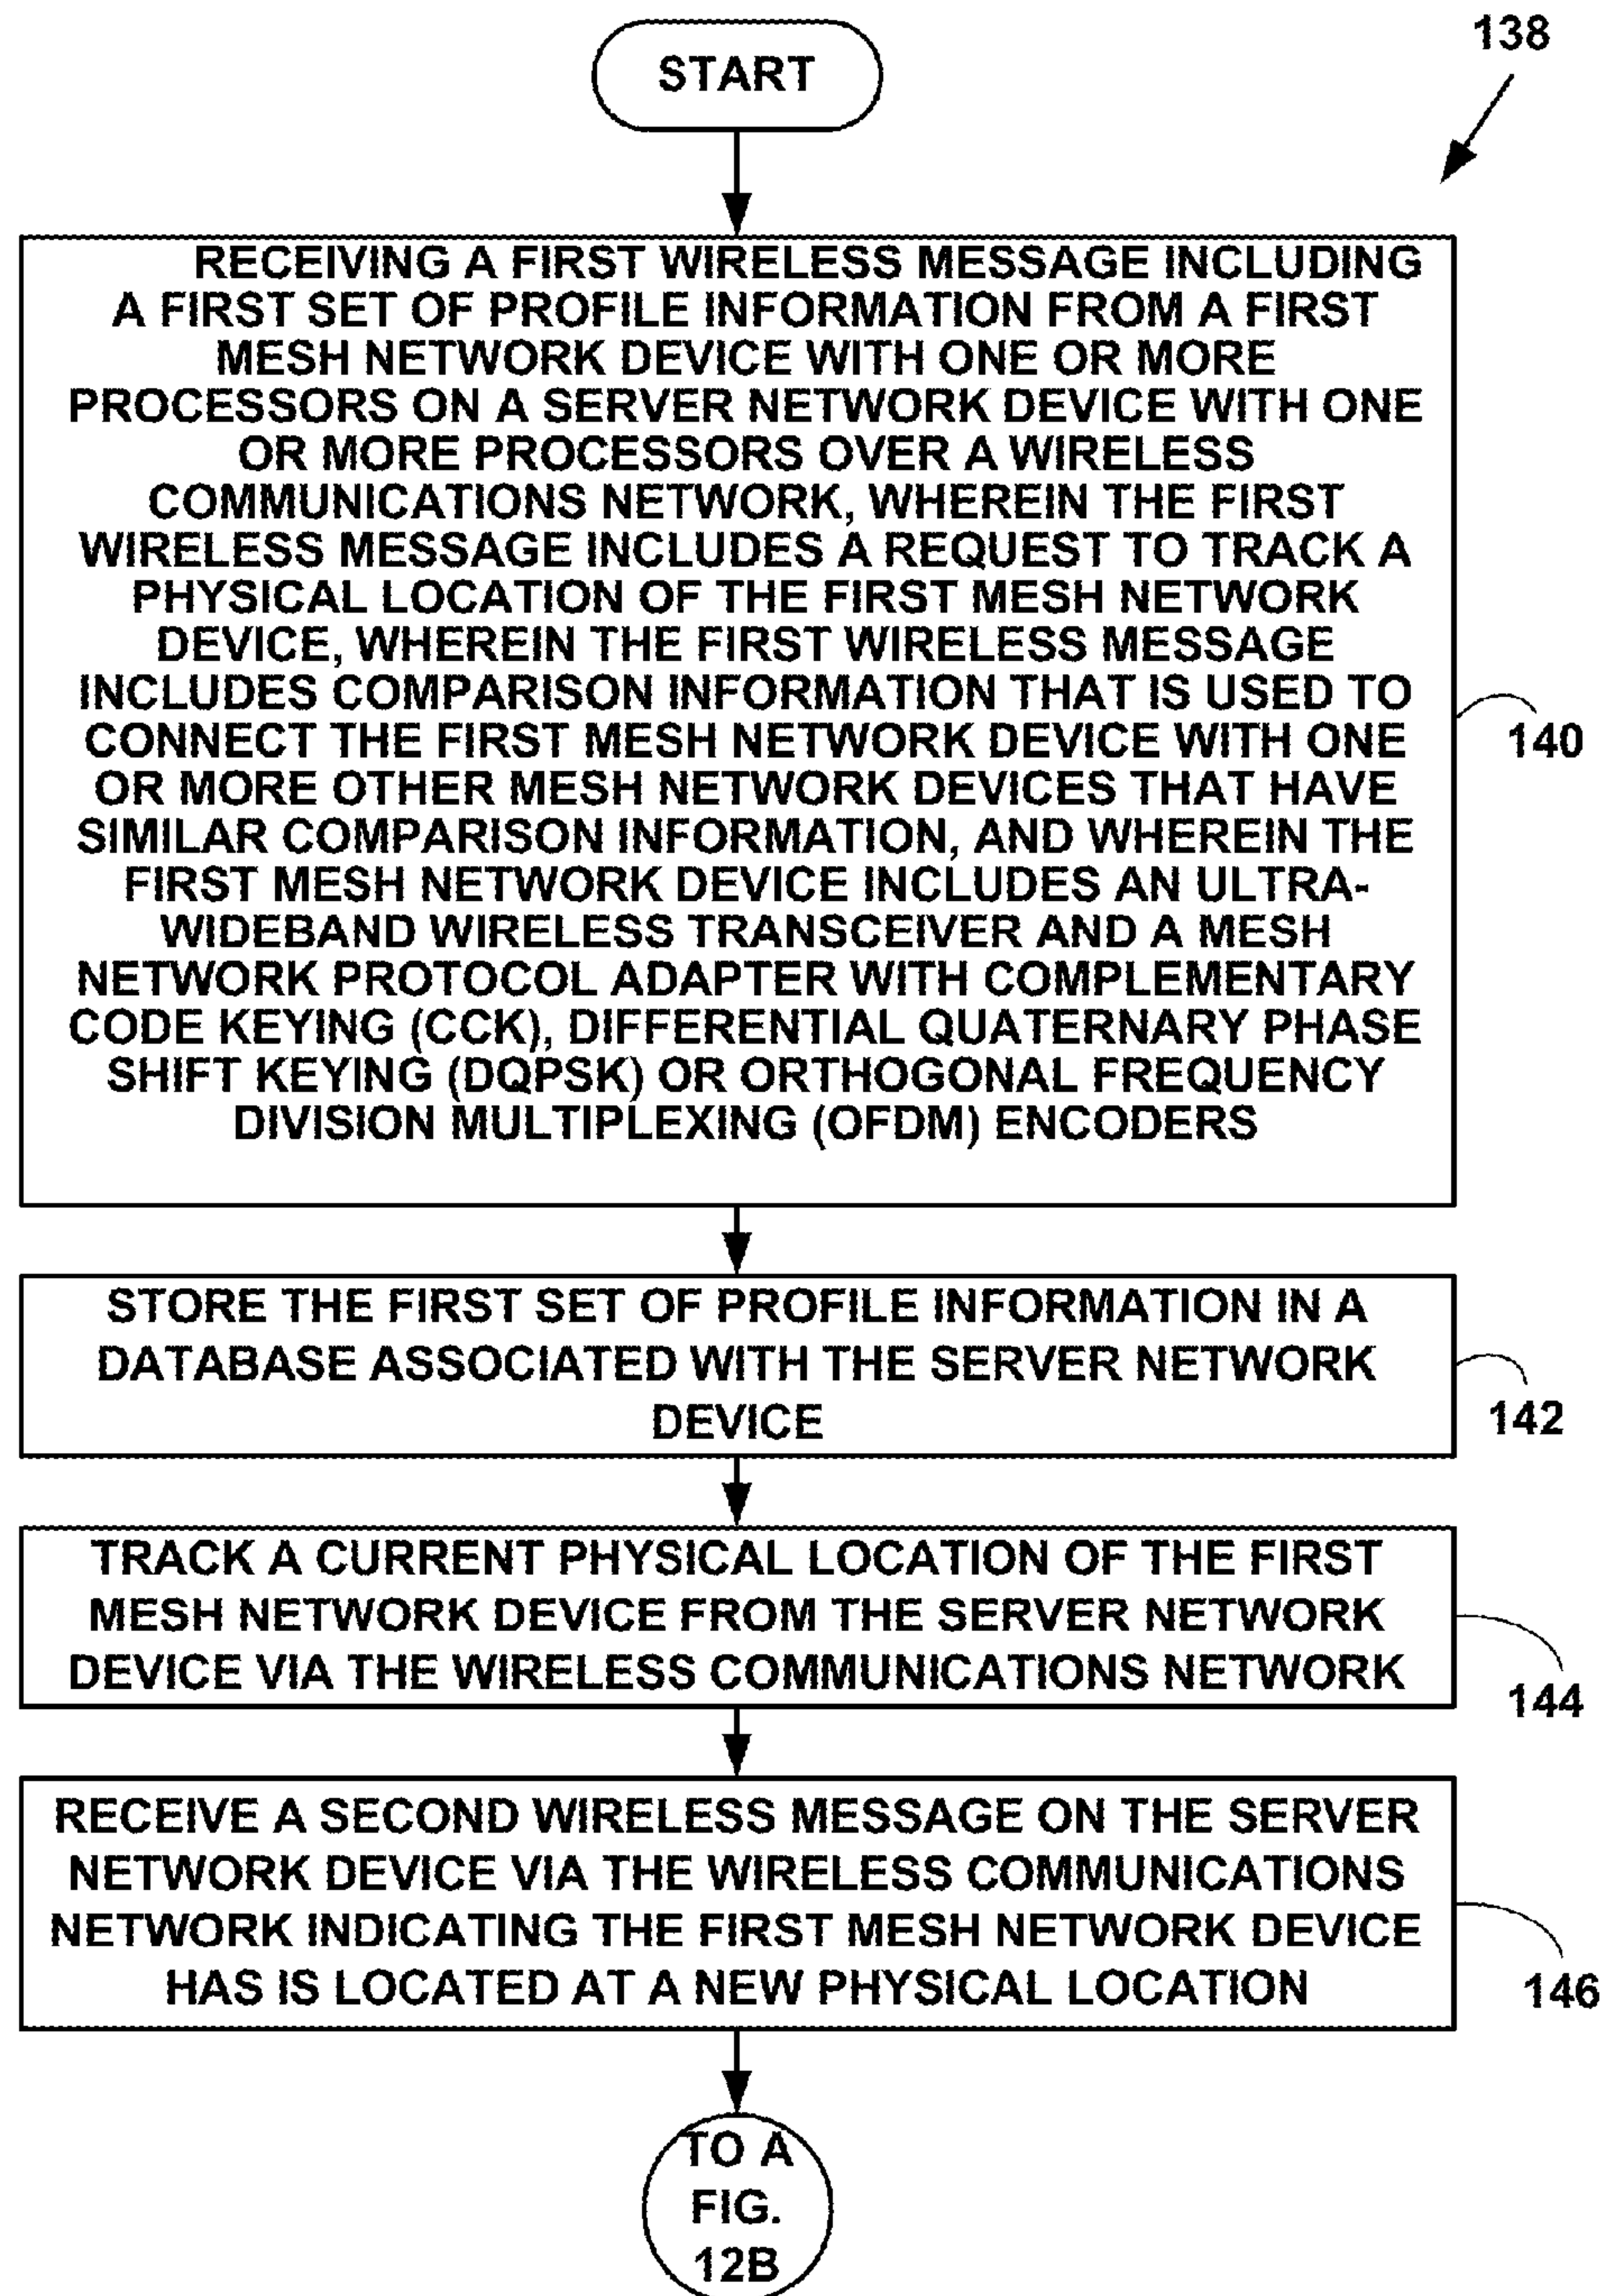 138
START
RECEIVING A FIRST WIRELESS MESSAGE INCLUDING
A FIRST SET OF PROFILE INFORMATION FROM A FIRST
MESH NETWORK DEVICE WITH ONE OR MORE
PROCESSORS ON A SERVER NETWORK DEVICE WITH ONE
OR MORE PROCESSORS OVER A WIRELESS
COMMUNICATIONS NETWORK, WHEREIN THE FIRST
WIRELESS MESSAGE INCLUDES A REQUEST TO TRACK A
PHYSICAL LOCATION OF THE FIRST MESH NETWORK
DEVICE, WHEREIN THE FIRST WIRELESS MESSAGE
INCLUDES COMPARISON INFORMATION THAT IS USED TO
CONNECT THE FIRST MESH NETWORK DEVICE WITH ONE
OR MORE OTHER MESH NETWORK DEVICES THAT HAVE
SIMILAR COMPARISON INFORMATION, AND WHEREIN THE
FIRST MESH NETWORK DEVICE INCLUDES AN ULTRA-
WIDEBAND WIRELESS TRANSCEIVER AND A MESH
NETWORK PROTOCOL ADAPTER WITH COMPLEMENTARY
CODE KEYING (CCK), DIFFERENTIAL QUATERNARY PHASE
SHIFT KEYING (DQPSK) OR ORTHOGONAL FREQUENCY
DIVISION MULTIPLEXING (OFDM) ENCODERS
140
STORE THE FIRST SET OF PROFILE INFORMATION IN A
DATABASE ASSOCIATED WITH THE SERVER NETWORK
DEVICE
142
TRACK A CURRENT PHYSICAL LOCATION OF THE FIRST
MESH NETWORK DEVICE FROM THE SERVER NETWORK
DEVICE VIA THE WIRELESS COMMUNICATIONS NETWORK
144
RECEIVE A SECOND WIRELESS MESSAGE ON THE SERVER
NETWORK DEVICE VIA THE WIRELESS COMMUNICATIONS
NETWORK INDICATING THE FIRST MESH NETWORK DEVICE
HAS IS LOCATED AT A NEW PHYSICAL LOCATION
146
TO A
FIG.
12B